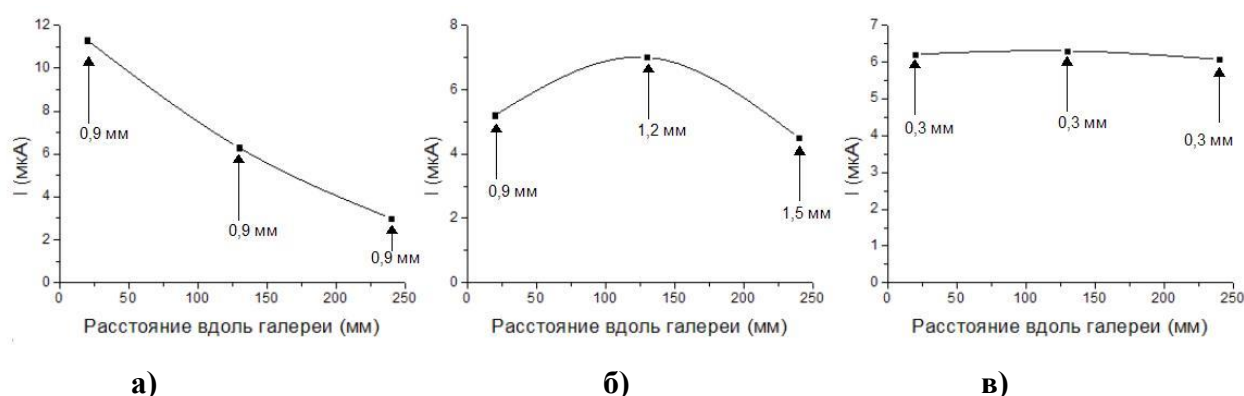 I (мкА)
12
10
8
6
4
2
0
0,9 мм
0,9 мм
0,9 мм
0 50 100 150 200 250
Расстояние вдоль галереи (мм)
а)
I (мкА)
8
6
4
2
0
0,9 мм
1,2 мм
1,5 мм
0 50 100 150 200 250
Расстояние вдоль галереи (мм)
б)
I (мкА)
7
6
5
4
3
2
1
0
0,3 мм
0,3 мм
0,3 мм
0 50 100 150 200 250
Расстояние вдоль галереи (мм)
в)